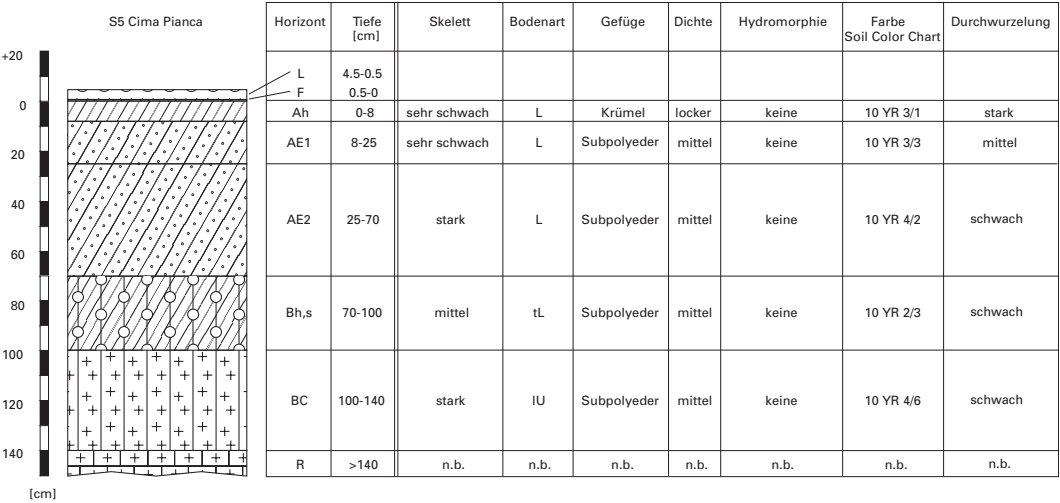 S5 Cima Pianca
Horizont Tiefe [cm] Skelett Bodenart Gefüge Dichte Hydromorphie Farbe Soil Color Chart Durchwurzelung
L 4.5-0.5
F 0.5-0
Ah 0-8 sehr schwach L Krümel locker keine 10 YR 3/1 stark
AE1 8-25 sehr schwach L Subpolyeder mittel keine 10 YR 3/3 mittel
AE2 25-70 stark L Subpolyeder mittel keine 10 YR 4/2 schwach
Bh,s 70-100 mittel tL Subpolyeder mittel keine 10 YR 2/3 schwach
BC 100-140 stark lU Subpolyeder mittel keine 10 YR 4/6 schwach
R >140 n.b. n.b. n.b. n.b. n.b. n.b. n.b.
+20
0
20
40
60
80
100
120
140
[cm]